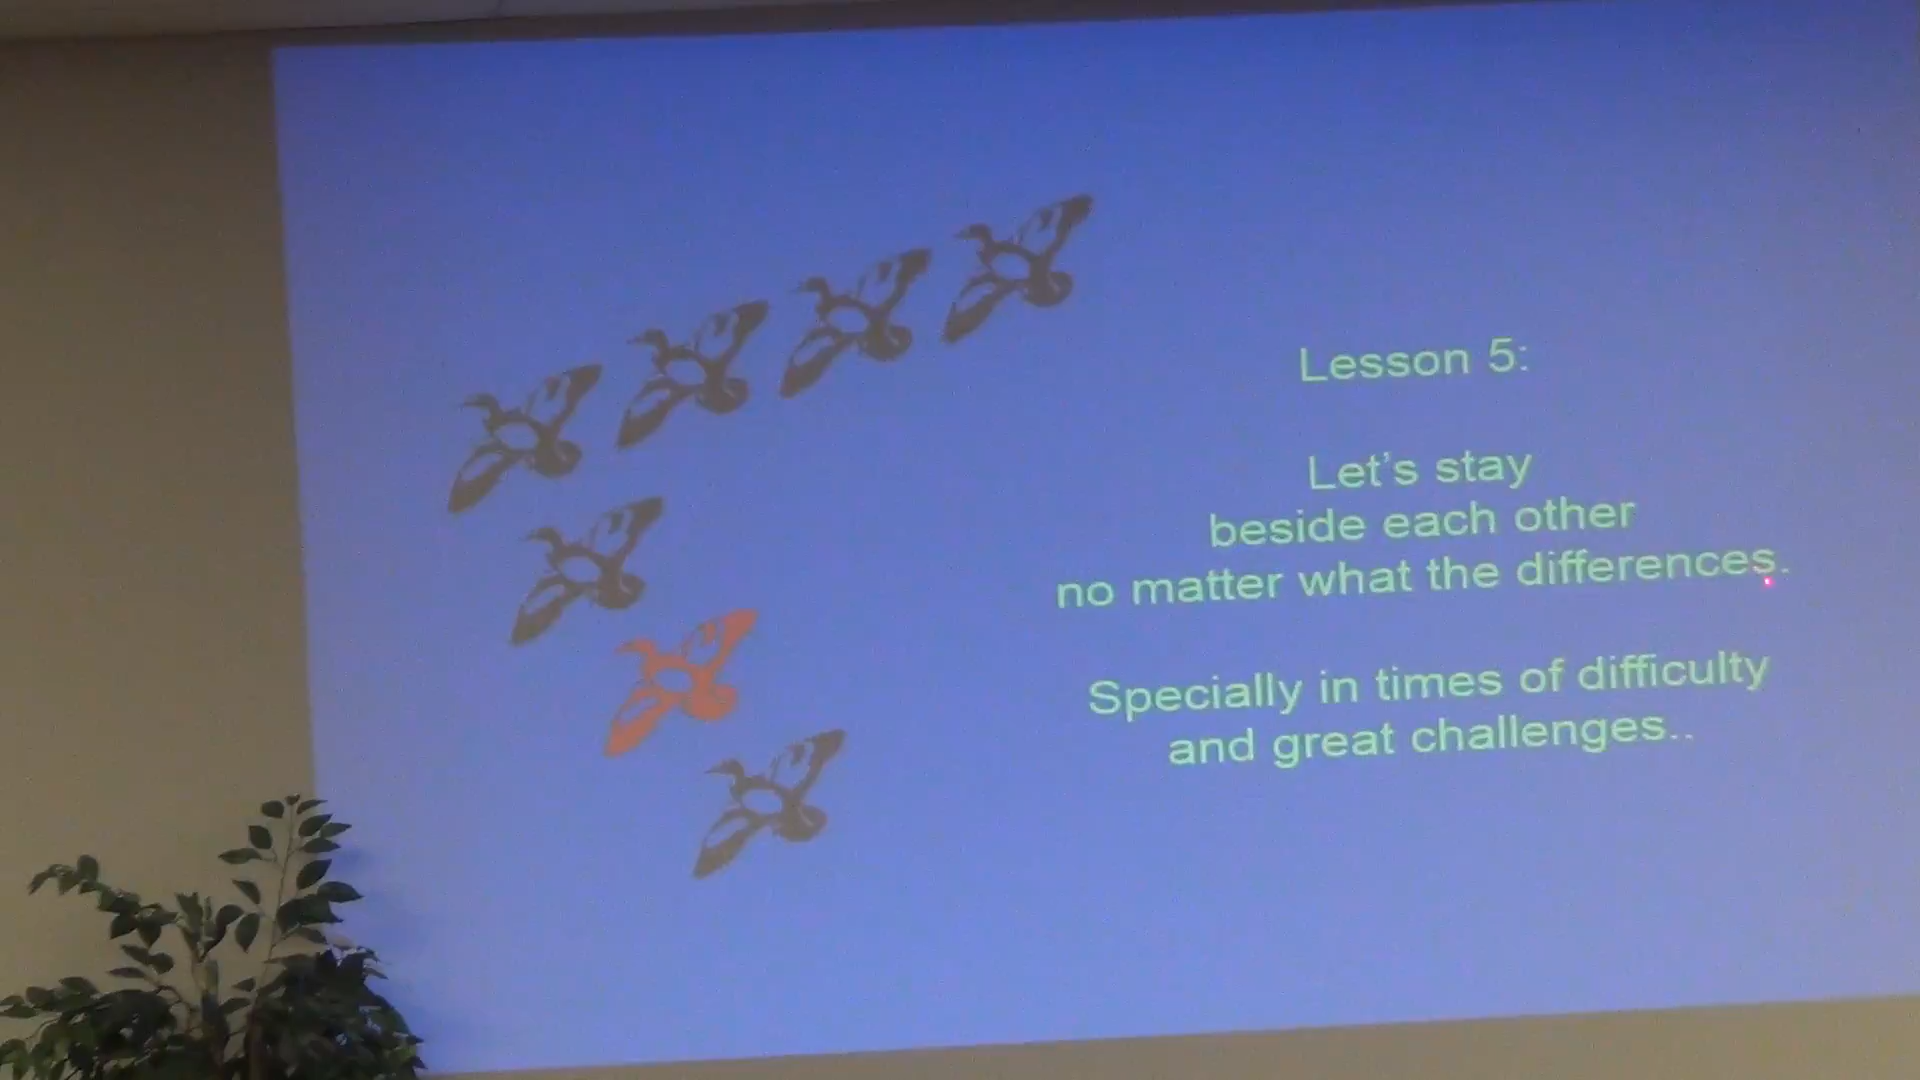 Lesson 5:
Let's stay
beside each other
no matter what the differences.
Specially in times of difficulty
and great challenges..